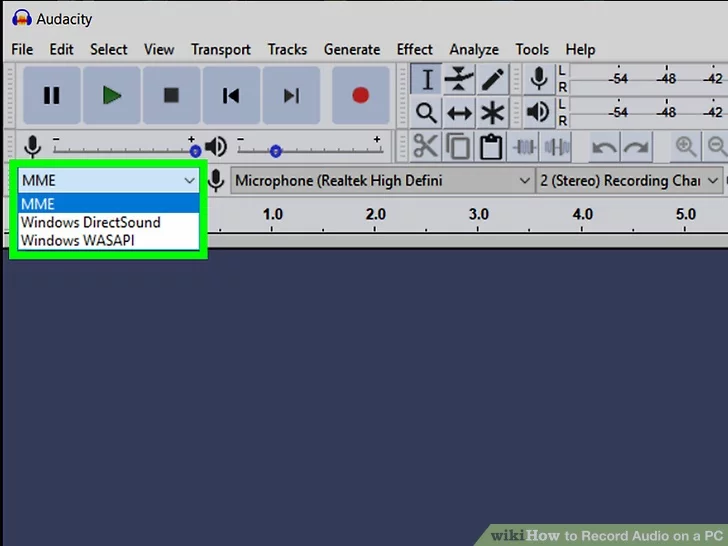 Audacity
File Edit Select View Transport Tracks Generate Effect Analyze Tools Help
L
R
-54 -48 -42
L
R
-54 -48 -42
- + - +
MME
Microphone (Realtek High Defini
2 (Stereo) Recording Chai
MME
Windows DirectSound
Windows WASAPI
1.0 2.0 3.0 4.0 5.0
wikiHow to Record Audio on a PC